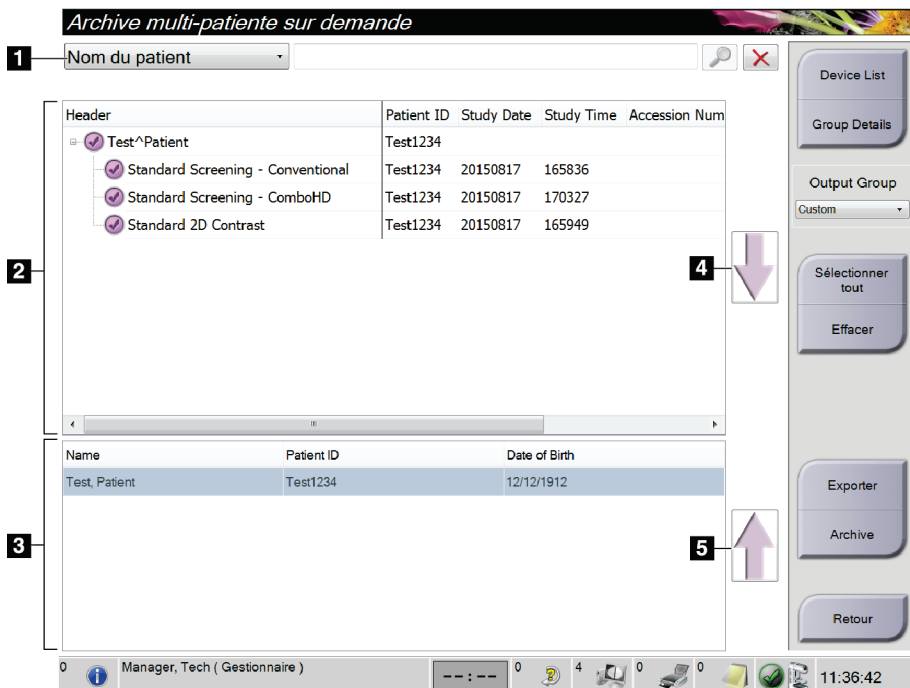 Archive multi-patiente sur demande
1
Nom du patient
Device List
Group Details
Output Group
Custom
Sélectionner tout
Effacer
Exporter
Archive
Retour
2
Header Patient ID Study Date Study Time Accession Num
Test^Patient Test1234
Standard Screening - Conventional Test1234 20150817 165836
Standard Screening - ComboHD Test1234 20150817 170327
Standard 2D Contrast Test1234 20150817 165949
4
3
Name Patient ID Date of Birth
Test, Patient Test1234 12/12/1912
5
0 Manager, Tech ( Gestionnaire ) --:-- 0 4 0 0 11:36:42